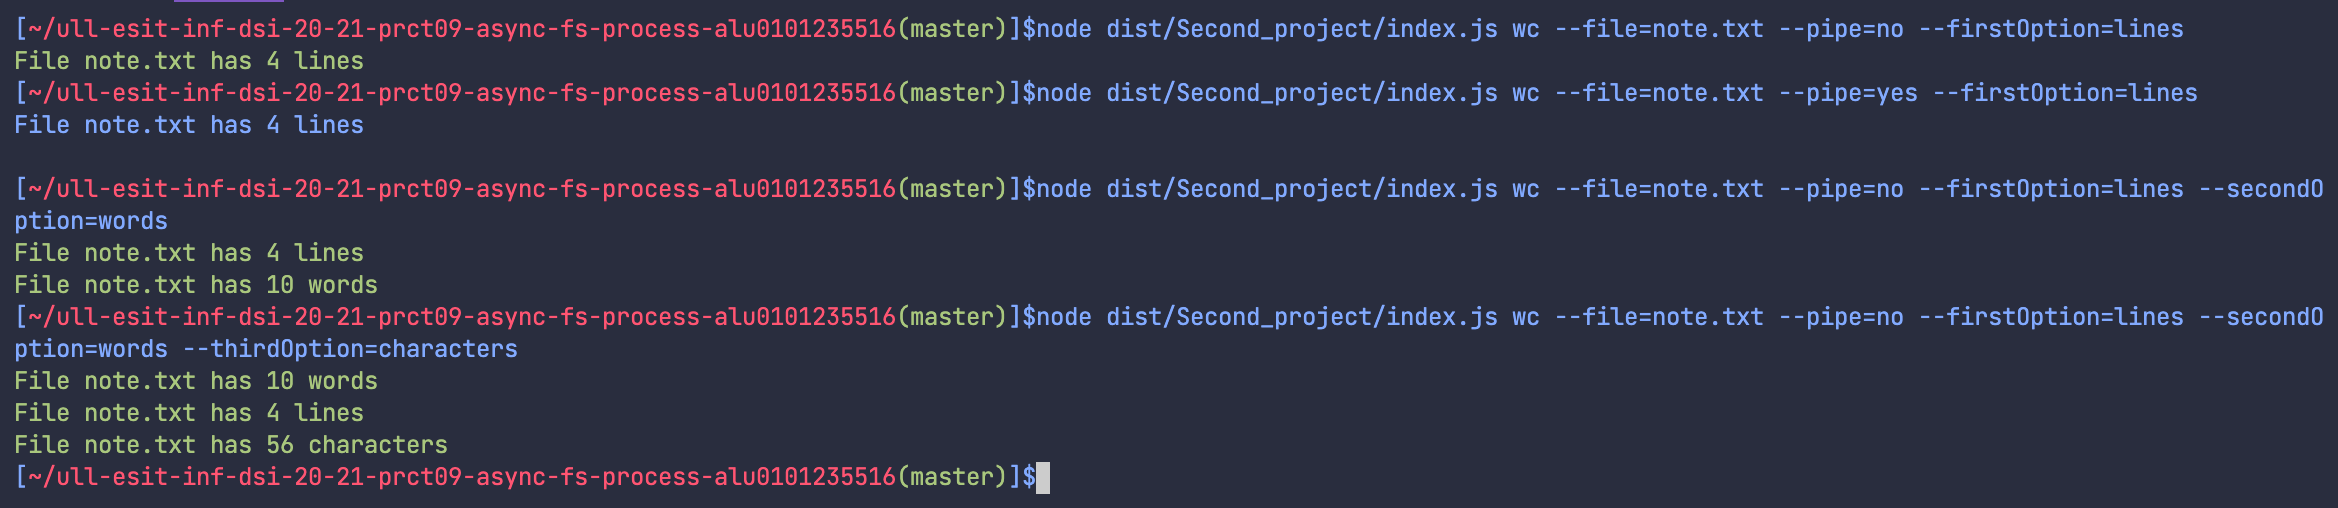 [~/ull-esit-inf-dsi-20-21-prct09-async-fs-process-alu0101235516(master)]$node dist/Second_project/index.js wc --file=note.txt --pipe=no --firstOption=lines
File note.txt has 4 lines
[~/ull-esit-inf-dsi-20-21-prct09-async-fs-process-alu0101235516(master)]$node dist/Second_project/index.js wc --file=note.txt --pipe=yes --firstOption=lines
File note.txt has 4 lines
[~/ull-esit-inf-dsi-20-21-prct09-async-fs-process-alu0101235516(master)]$node dist/Second_project/index.js wc --file=note.txt --pipe=no --firstOption=lines --secondO
ption=words
File note.txt has 4 lines
File note.txt has 10 words
[~/ull-esit-inf-dsi-20-21-prct09-async-fs-process-alu0101235516(master)]$node dist/Second_project/index.js wc --file=note.txt --pipe=no --firstOption=lines --secondO
ption=words --thirdOption=characters
File note.txt has 10 words
File note.txt has 4 lines
File note.txt has 56 characters
[~/ull-esit-inf-dsi-20-21-prct09-async-fs-process-alu0101235516(master)]$